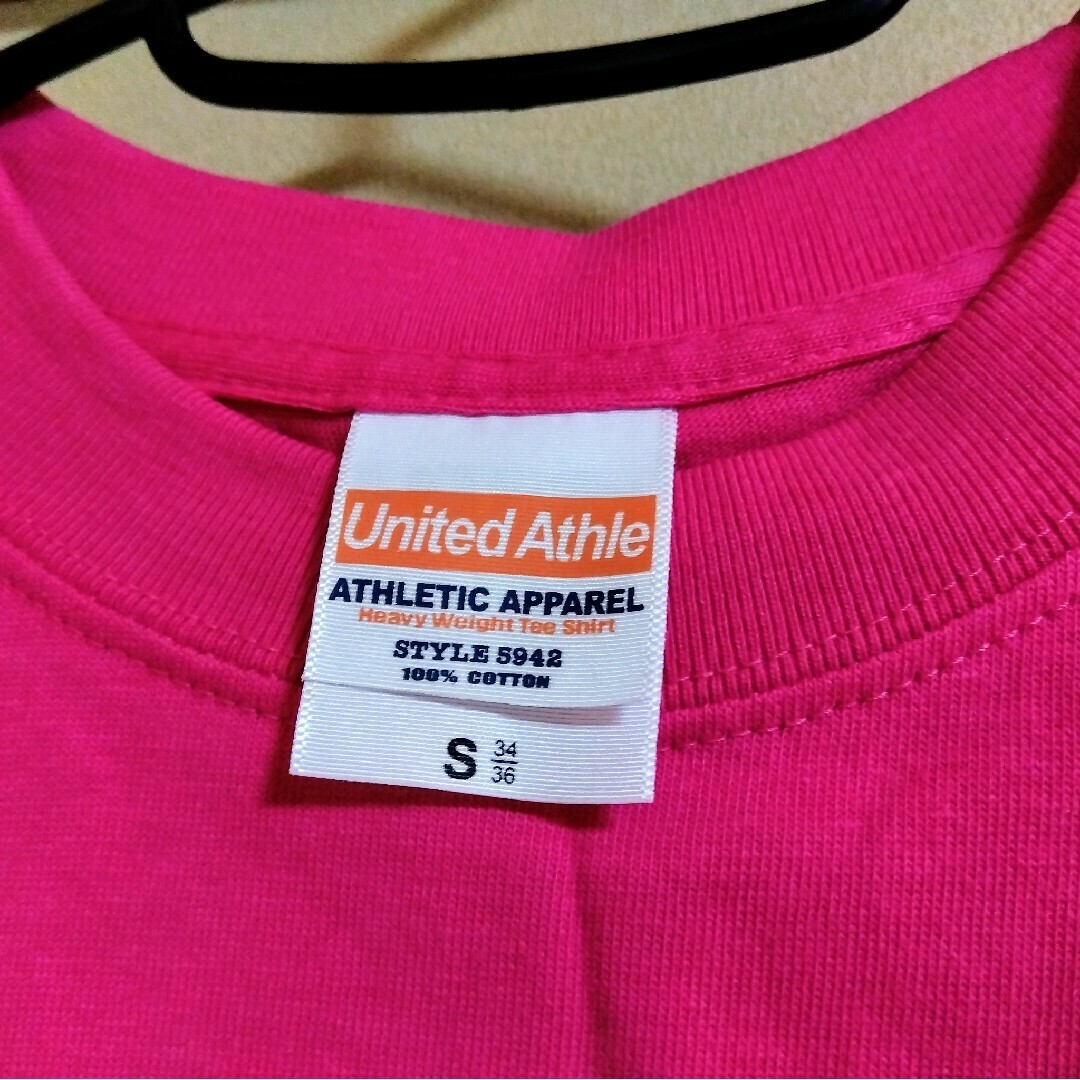 United Athle
ATHLETIC APPAREL
Heavy Weight Tee Shirt
STYLE 5942
100% COTTON
S 34
36